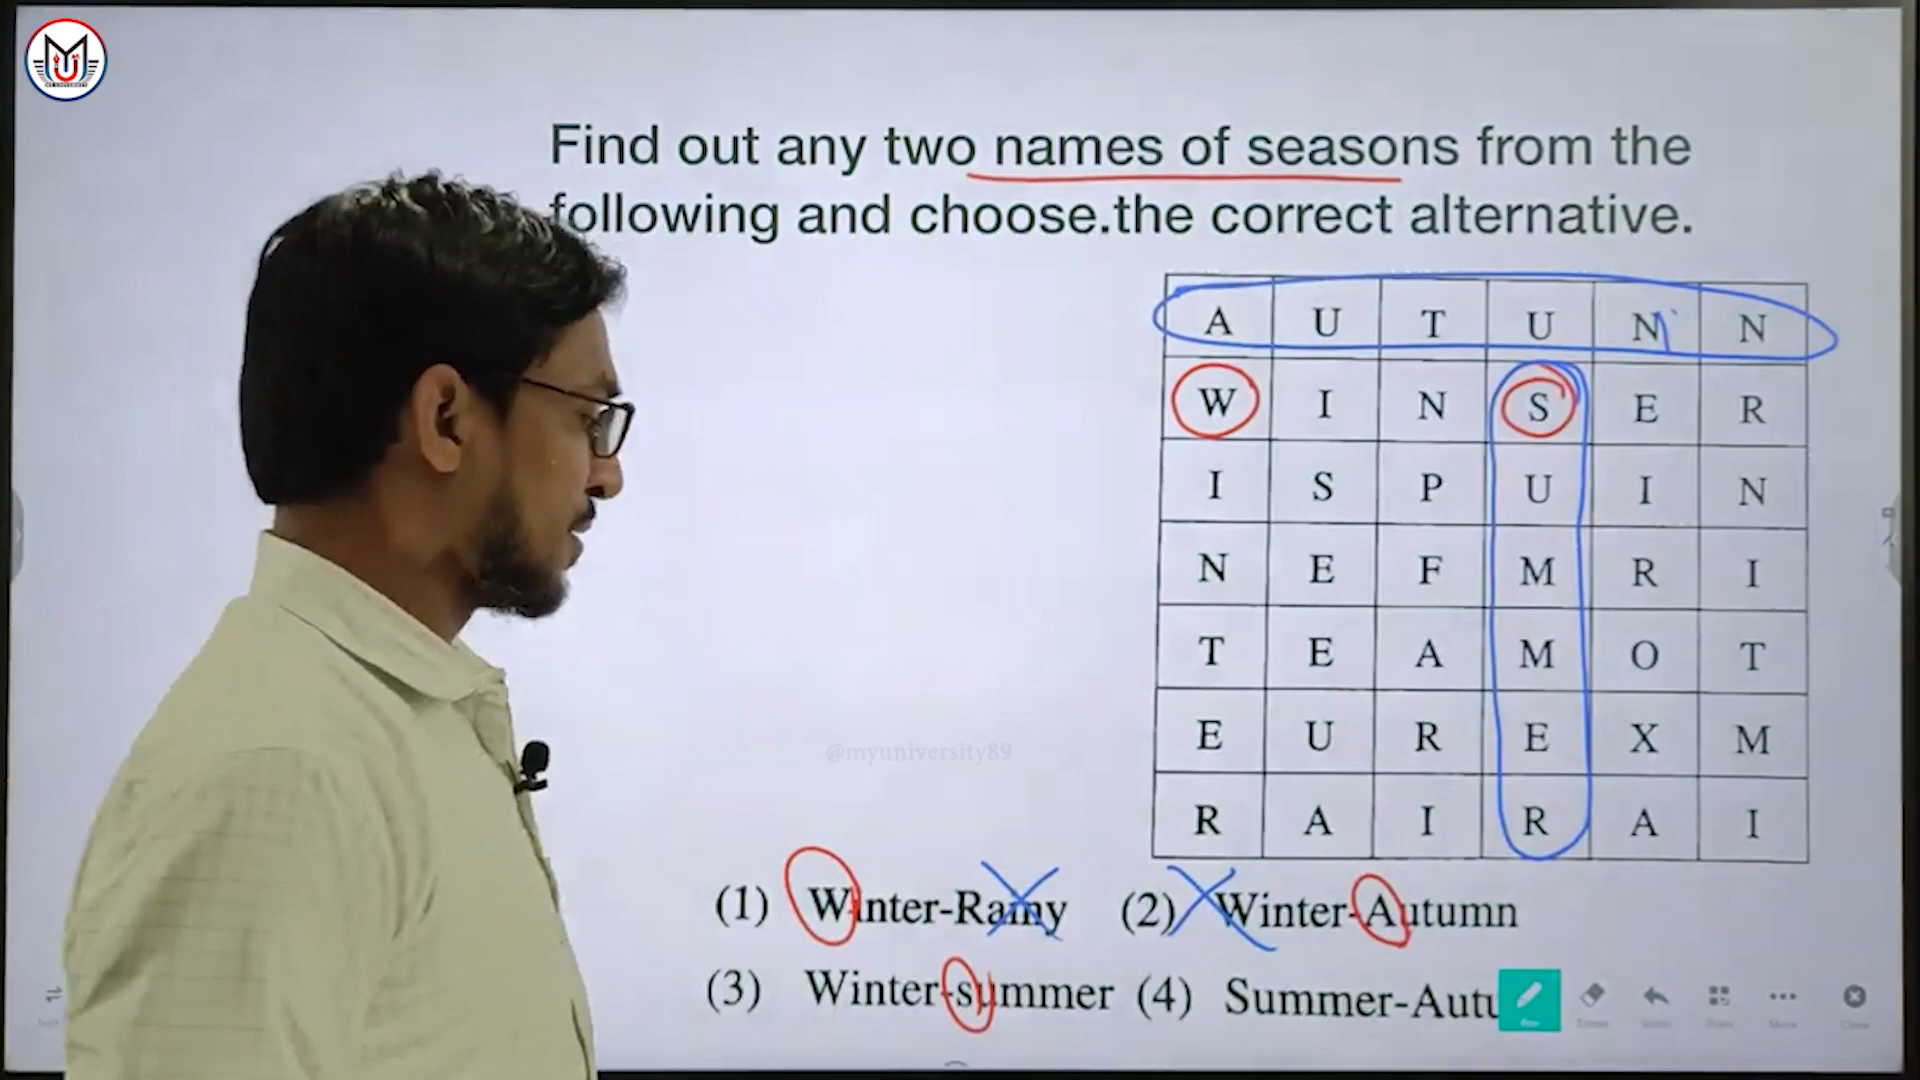 Find out any two names of seasons from the
following and choose.the correct alternative.
A U T U N N
W I N S E R
I S P U I N
N E F M R I
T E A M O T
E U R E X M
R A I R A I
@myuniversity89
(1) Winter-Rainy (2) Winter-Autumn
(3) Winter-summer (4) Summer-Autu